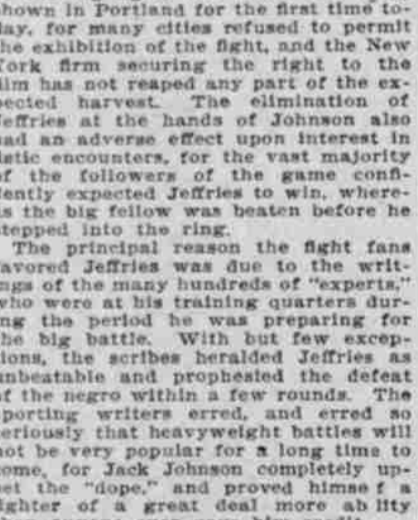 shown in Portland for the first time to-
day, for many cities refused to permit
the exhibition of the fight, and the New
York firm securing the right to the
film has not reaped any part of the ex-
pected harvest. The elimination of
Jeffries at the hands of Johnson also
had an adverse effect upon interest in
fistic encounters, for the vast majority
of the followers of the game confi-
dently expected Jeffries to win, where-
as the big fellow was beaten before he
stepped into the ring.
The principal reason the fight fans
favored Jeffries was due to the writ-
ings of the many hundreds of "experts,"
who were at his training quarters dur-
ing the period he was preparing for
the big battle. With but few excep-
tions, the scribes heralded Jeffries as
unbeatable and prophesied the defeat
of the negro within a few rounds. The
sporting writers erred, and erred so
seriously that heavyweight battles will
not be very popular for a long time to
come, for Jack Johnson completely up-
set the "dope," and proved himse f a
fighter of a great deal more ab lity